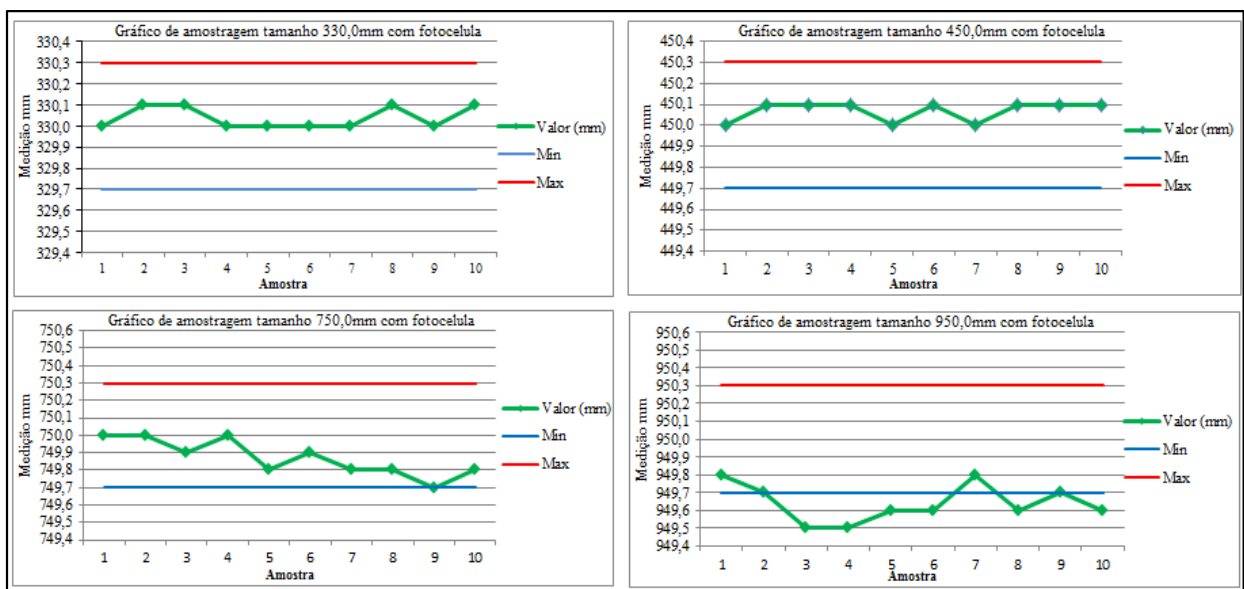 Gráfico de amostragem tamanho 330,0mm com fotocelula
Medição mm
330,4
330,3
330,2
330,1
330,0
329,9
329,8
329,7
329,6
329,5
329,4
1 2 3 4 5 6 7 8 9 10
Amostra
Valor (mm)
Min
Max
Gráfico de amostragem tamanho 450,0mm com fotocelula
Medição mm
450,4
450,3
450,2
450,1
450,0
449,9
449,8
449,7
449,6
449,5
449,4
1 2 3 4 5 6 7 8 9 10
Amostra
Valor (mm)
Min
Max
Gráfico de amostragem tamanho 750,0mm com fotocelula
Medição mm
750,6
750,5
750,4
750,3
750,2
750,1
750,0
749,9
749,8
749,7
749,6
749,5
749,4
1 2 3 4 5 6 7 8 9 10
Amostra
Valor (mm)
Min
Max
Gráfico de amostragem tamanho 950,0mm com fotocelula
Medição mm
950,6
950,5
950,4
950,3
950,2
950,1
950,0
949,9
949,8
949,7
949,6
949,5
949,4
1 2 3 4 5 6 7 8 9 10
Amostra
Valor (mm)
Min
Max